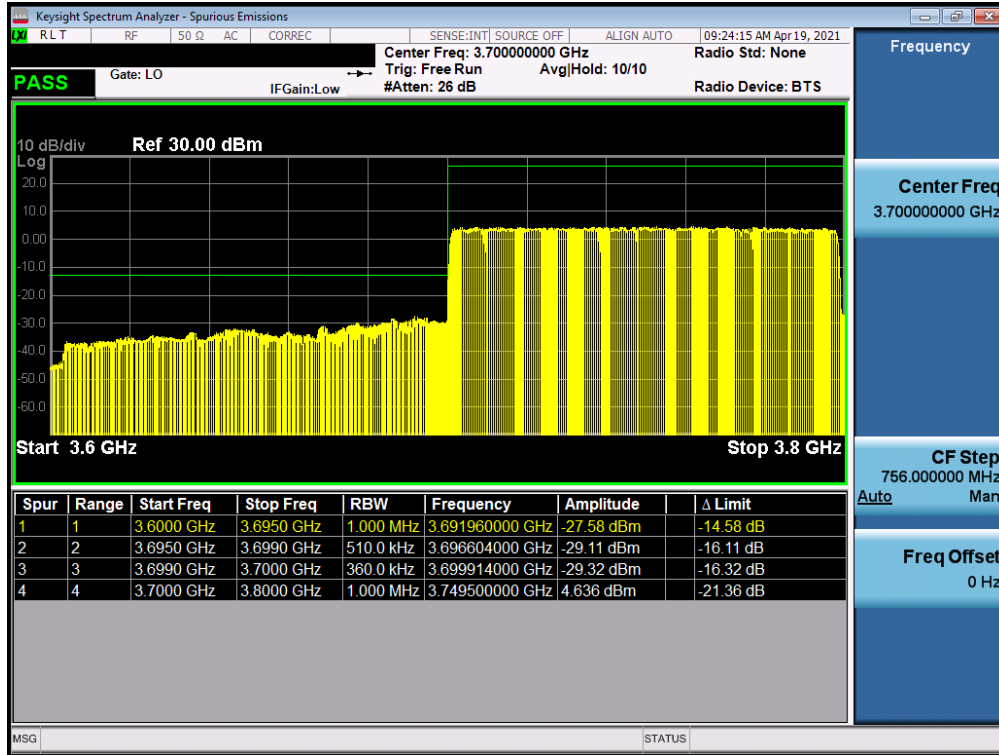 Keysight Spectrum Analyzer - Spurious Emissions
LXI RLT RF 50 Ω AC CORREC SENSE:INT SOURCE OFF ALIGN AUTO 09:24:15 AM Apr 19, 2021
Center Freq: 3.700000000 GHz Radio Std: None
Gate: LO Trig: Free Run Avg|Hold: 10/10
PASS IFGain:Low #Atten: 26 dB Radio Device: BTS
10 dB/div Ref 30.00 dBm
Log
20.0
10.0
0.00
-10.0
-20.0
-30.0
-40.0
-50.0
-60.0
Start 3.6 GHz Stop 3.8 GHz
Spur Range Start Freq Stop Freq RBW Frequency Amplitude Δ Limit
1 1 3.6000 GHz 3.6950 GHz 1.000 MHz 3.691960000 GHz -27.58 dBm -14.58 dB
2 2 3.6950 GHz 3.6990 GHz 510.0 kHz 3.696604000 GHz -29.11 dBm -16.11 dB
3 3 3.6990 GHz 3.7000 GHz 360.0 kHz 3.699914000 GHz -29.32 dBm -16.32 dB
4 4 3.7000 GHz 3.8000 GHz 1.000 MHz 3.749500000 GHz 4.636 dBm -21.36 dB
MSG STATUS
Frequency
Center Freq
3.700000000 GHz
CF Step
756.000000 MHz
Auto Man
Freq Offset
0 Hz